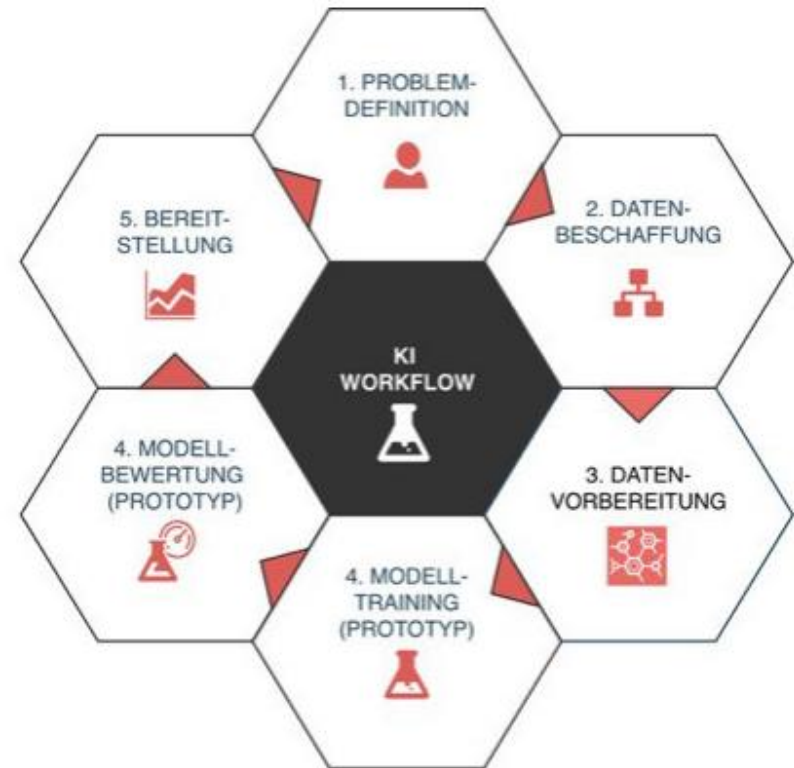 1. PROBLEM-
DEFINITION
2. DATEN-
BESCHAFFUNG
3. DATEN-
VORBEREITUNG
4. MODELL-
TRAINING
(PROTOTYP)
4. MODELL-
BEWERTUNG
(PROTOTYP)
5. BEREIT-
STELLUNG
KI
WORKFLOW